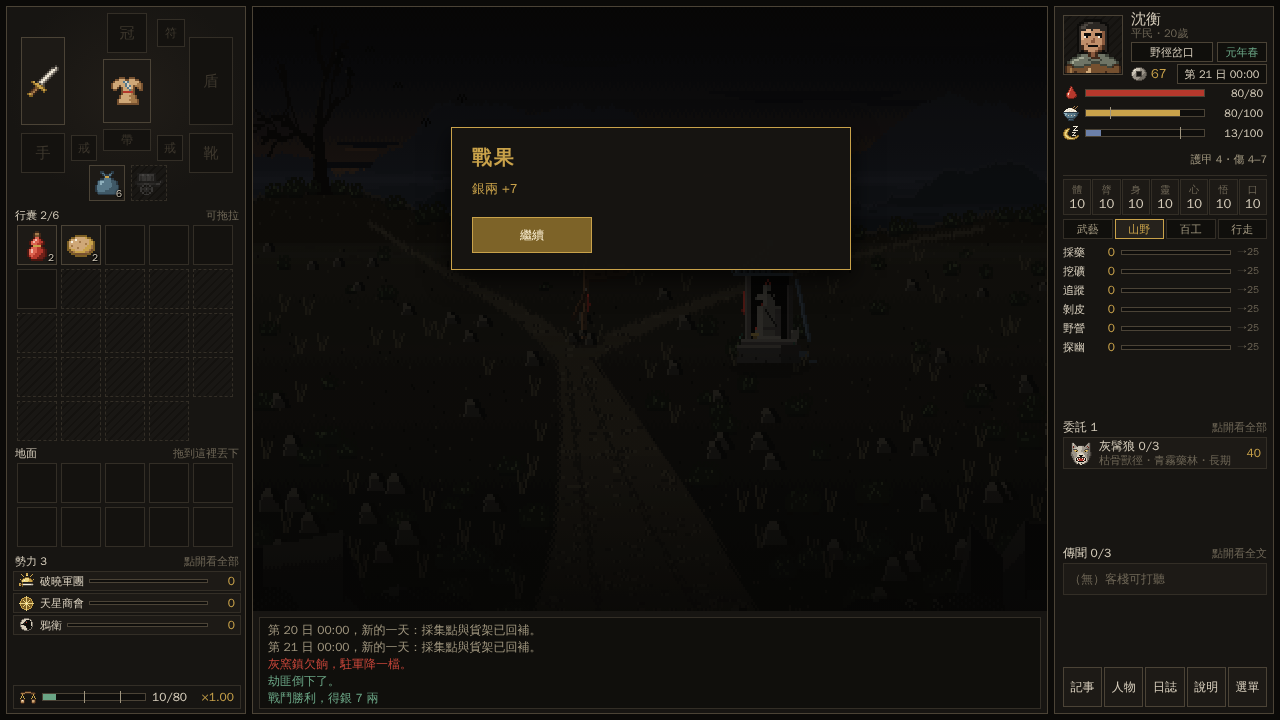 冠
符
盾
手
戒
帶
戒
靴
6
行囊 2/6
可拖拉
2
2
地面
拖到這裡丟下
勢力 3
點開看全部
破曉軍團
0
天星商會
0
鴉衛
0
10/80
×1.00
戰果
銀兩 +7
繼續
第 20 日 00:00，新的一天：採集點與貨架已回補。
第 21 日 00:00，新的一天：採集點與貨架已回補。
灰窯鎮欠餉，駐軍降一檔。
劫匪倒下了。
戰鬥勝利，得銀 7 兩
沈衡
平民・20歲
野徑岔口
元年春
67
第 21 日 00:00
80/80
80/100
13/100
護甲 4・傷 4–7
體 臂 身 靈 心 悟 口
10 10 10 10 10 10 10
武藝
山野
百工
行走
採藥 0 →25
挖礦 0 →25
追蹤 0 →25
剝皮 0 →25
野營 0 →25
探幽 0 →25
委託 1
點開看全部
灰髯狼 0/3
枯骨獸徑・青霧藥林・長期
40
傳聞 0/3
點開看全文
（無）客棧可打聽
記事
人物
日誌
說明
選單